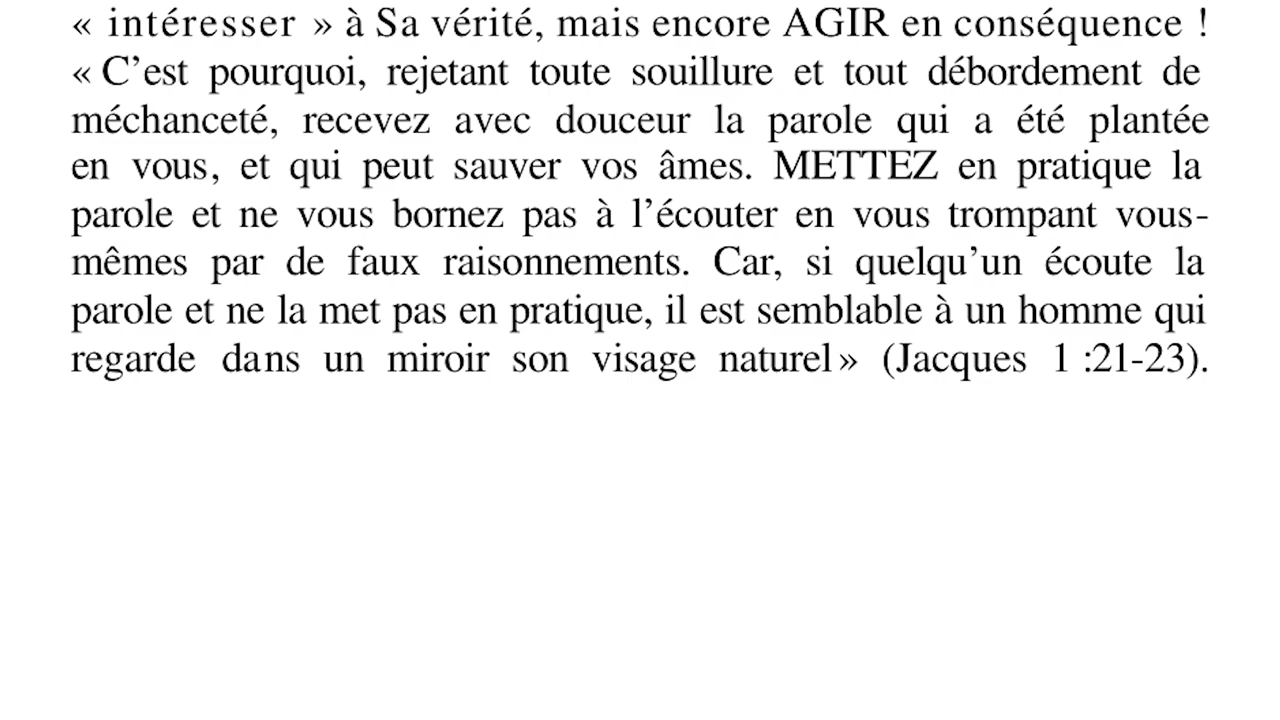 « intéresser » à Sa vérité, mais encore AGIR en conséquence !
« C’est pourquoi, rejetant toute souillure et tout débordement de
méchanceté, recevez avec douceur la parole qui a été plantée
en vous, et qui peut sauver vos âmes. METTEZ en pratique la
parole et ne vous bornez pas à l’écouter en vous trompant vous-
mêmes par de faux raisonnements. Car, si quelqu’un écoute la
parole et ne la met pas en pratique, il est semblable à un homme qui
regarde dans un miroir son visage naturel» (Jacques 1 :21-23).